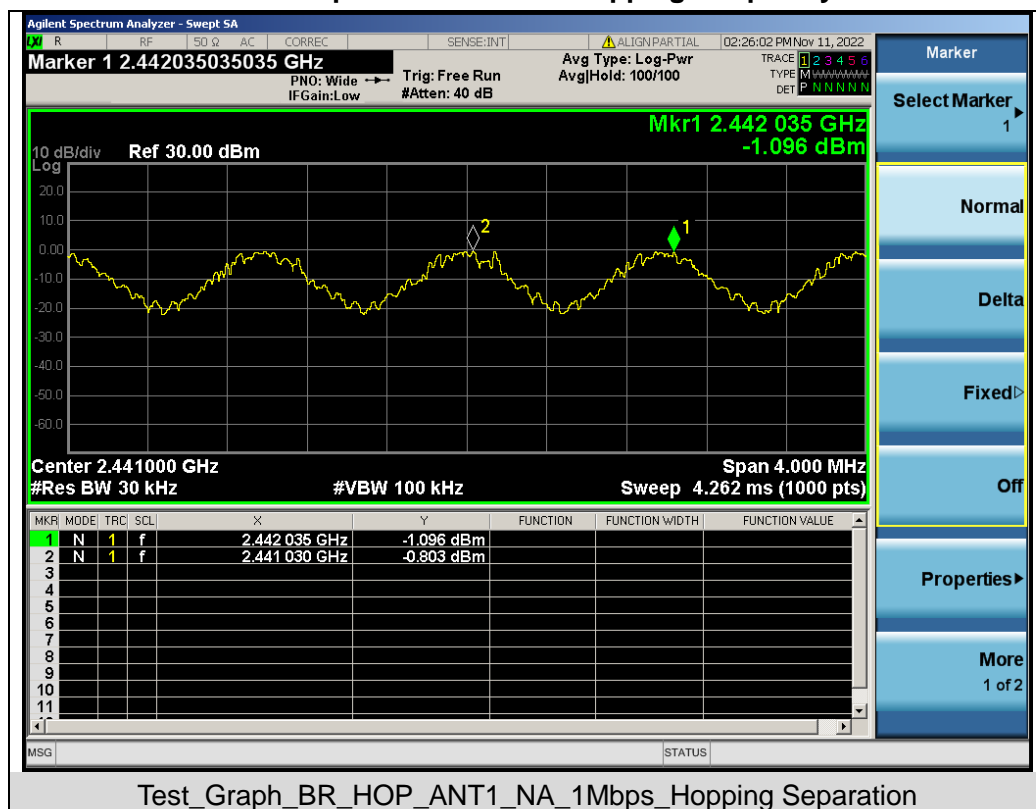 Agilent Spectrum Analyzer - Swept SA
LXI R RF 50 Ω AC CORREC SENSE:INT ALIGN PARTIAL 02:26:02 PM Nov 11, 2022
Marker 1 2.442035035035 GHz
PNO: Wide
IFGain:Low
Trig: Free Run
#Atten: 40 dB
Avg Type: Log-Pwr
Avg|Hold: 100/100
TRACE 1 2 3 4 5 6
TYPE M
DET P N N N N N
Mkr1 2.442 035 GHz
-1.096 dBm
10 dB/div Ref 30.00 dBm
Log
20.0
10.0
0.00
-10.0
-20.0
-30.0
-40.0
-50.0
-60.0
2
1
Center 2.441000 GHz Span 4.000 MHz
#Res BW 30 kHz #VBW 100 kHz Sweep 4.262 ms (1000 pts)
MKR MODE TRC SCL X Y FUNCTION FUNCTION WIDTH FUNCTION VALUE
1 N 1 f 2.442 035 GHz -1.096 dBm
2 N 1 f 2.441 030 GHz -0.803 dBm
3
4
5
6
7
8
9
10
11
MSG STATUS
Marker
Select Marker
1
Normal
Delta
Fixed
Off
Properties
More
1 of 2
Test_Graph_BR_HOP_ANT1_NA_1Mbps_Hopping Separation